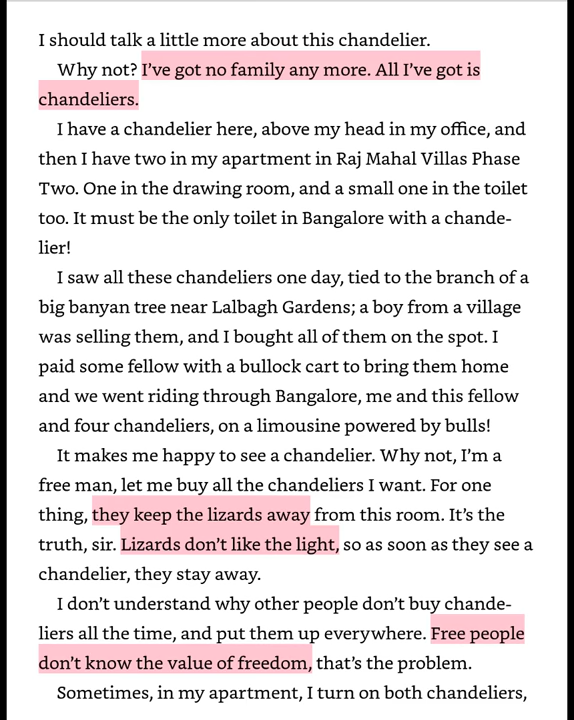 I should talk a little more about this chandelier.
Why not? I've got no family any more. All I've got is
chandeliers.
I have a chandelier here, above my head in my office, and
then I have two in my apartment in Raj Mahal Villas Phase
Two. One in the drawing room, and a small one in the toilet
too. It must be the only toilet in Bangalore with a chande-
lier!
I saw all these chandeliers one day, tied to the branch of a
big banyan tree near Lalbagh Gardens; a boy from a village
was selling them, and I bought all of them on the spot. I
paid some fellow with a bullock cart to bring them home
and we went riding through Bangalore, me and this fellow
and four chandeliers, on a limousine powered by bulls!
It makes me happy to see a chandelier. Why not, I'm a
free man, let me buy all the chandeliers I want. For one
thing, they keep the lizards away from this room. It's the
truth, sir. Lizards don't like the light, so as soon as they see a
chandelier, they stay away.
I don't understand why other people don't buy chande-
liers all the time, and put them up everywhere. Free people
don't know the value of freedom, that's the problem.
Sometimes, in my apartment, I turn on both chandeliers,